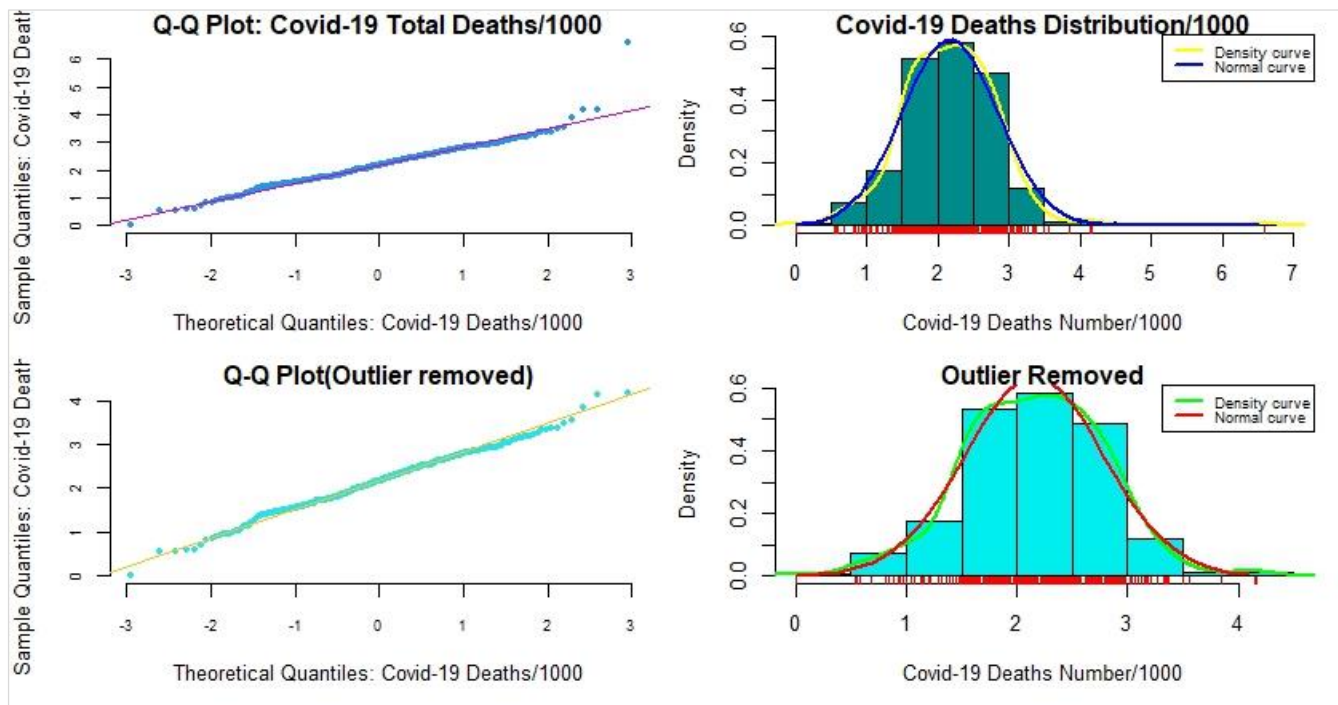 Q-Q Plot: Covid-19 Total Deaths/1000
Sample Quantiles: Covid-19 Deat
6
5
4
3
2
1
0
-3 -2 -1 0 1 2 3
Theoretical Quantiles: Covid-19 Deaths/1000
Covid-19 Deaths Distribution/1000
Density curve
Normal curve
Density
0.6
0.4
0.2
0.0
0 1 2 3 4 5 6 7
Covid-19 Deaths Number/1000
Q-Q Plot(Outlier removed)
Sample Quantiles: Covid-19 Deat
4
3
2
1
0
-3 -2 -1 0 1 2 3
Theoretical Quantiles: Covid-19 Deaths/1000
Outlier Removed
Density curve
Normal curve
Density
0.6
0.4
0.2
0.0
0 1 2 3 4
Covid-19 Deaths Number/1000